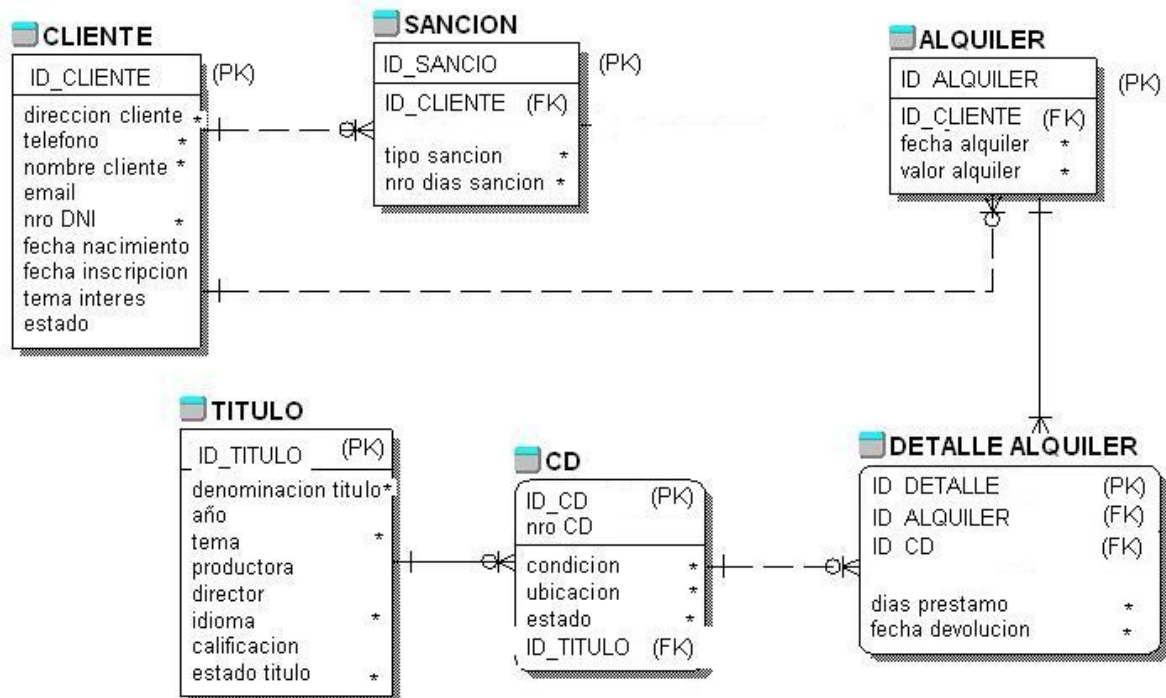 CLIENTE
ID_CLIENTE (PK)
direccion cliente *
telefono *
nombre cliente *
email
nro DNI *
fecha nacimiento
fecha inscripcion
tema interes
estado
SANCION
ID_SANCIO (PK)
ID_CLIENTE (FK)
tipo sancion *
nro dias sancion *
ALQUILER
ID ALQUILER (PK)
ID_CLIENTE (FK)
fecha alquiler *
valor alquiler *
TITULO
ID_TITULO (PK)
denominacion titulo*
año
tema *
productora
director
idioma *
calificacion
estado titulo *
CD
ID_CD (PK)
nro CD
condicion *
ubicacion *
estado *
ID_TITULO (FK)
DETALLE ALQUILER
ID DETALLE (PK)
ID ALQUILER (FK)
ID CD (FK)
dias prestamo *
fecha devolucion *